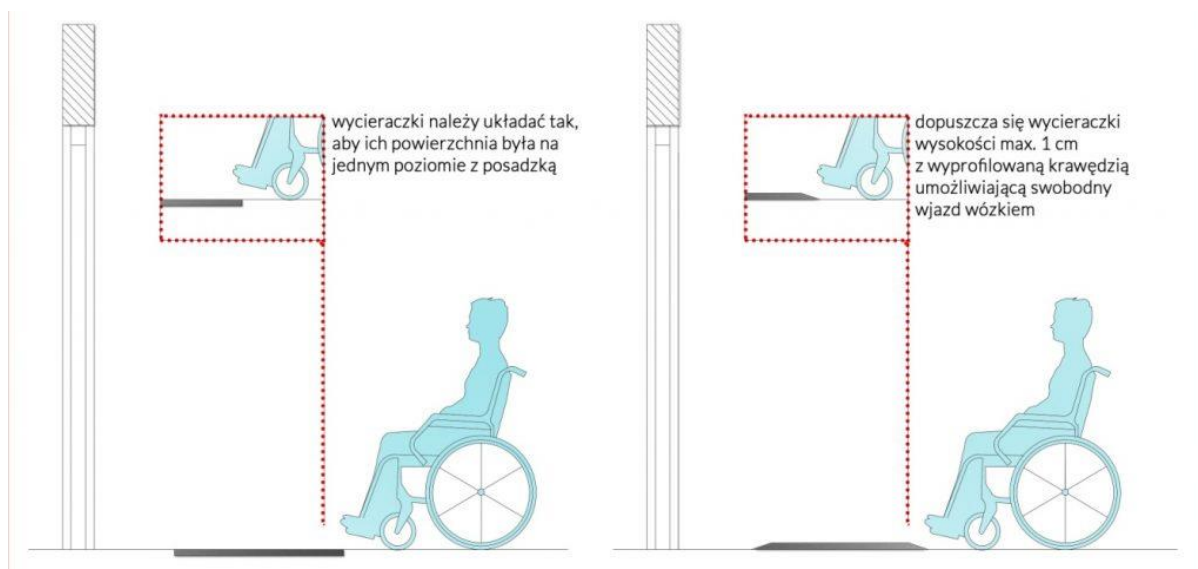 wycieraczki należy układać tak,
aby ich powierzchnia była na
jednym poziomie z posadzką
dopuszcza się wycieraczki
wysokości max. 1 cm
z wyprofilowaną krawędzią
umożliwiającą swobodny
wjazd wózkiem